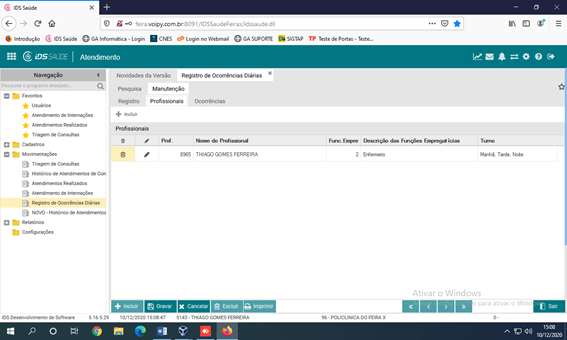 IDS Saúde
feira.voipy.com.br:8091/IDSSaudeFeirax/idssaude.dll
Introdução IDS Saúde GA Informática - Login CNES Login no Webmail GA SUPORTE SIGTAP TP Teste de Portas - Teste...
IDS SAÚDE Atendimento
Navegação
Novidades da Versão Registro de Ocorrências Diárias
Pesquise o programa desejado...
Pesquisa Manutenção
Favoritos
Registro Profissionais Ocorrências
Usuários
Atendimento de Internações
Incluir
Atendimentos Realizados
Triagem de Consultas
Profissionais
Cadastros
Prof. Nome do Profissional Func.Empre Descrição das Funções Empregatícias Turno
Movimentações
8965 THIAGO GOMES FERREIRA 2 Enfermeiro Manhã, Tarde, Noite
Triagem de Consultas
Histórico de Atendimentos de Con
Atendimentos Realizados
Atendimento de Internações
Registro de Ocorrências Diárias
NOVO - Histórico de Atendimentos
Relatórios
Configurações
Ativar o Windows
para ativar o Wind
Incluir Gravar Cancelar Excluir Imprimir Sair
IDS Desenvolvimento de Software 5.16.5.29 10/12/2020 15:08:47 5143 - THIAGO GOMES FERREIRA 96 - POLICLINICA DO FEIRA X 0 -
15:08
10/12/2020